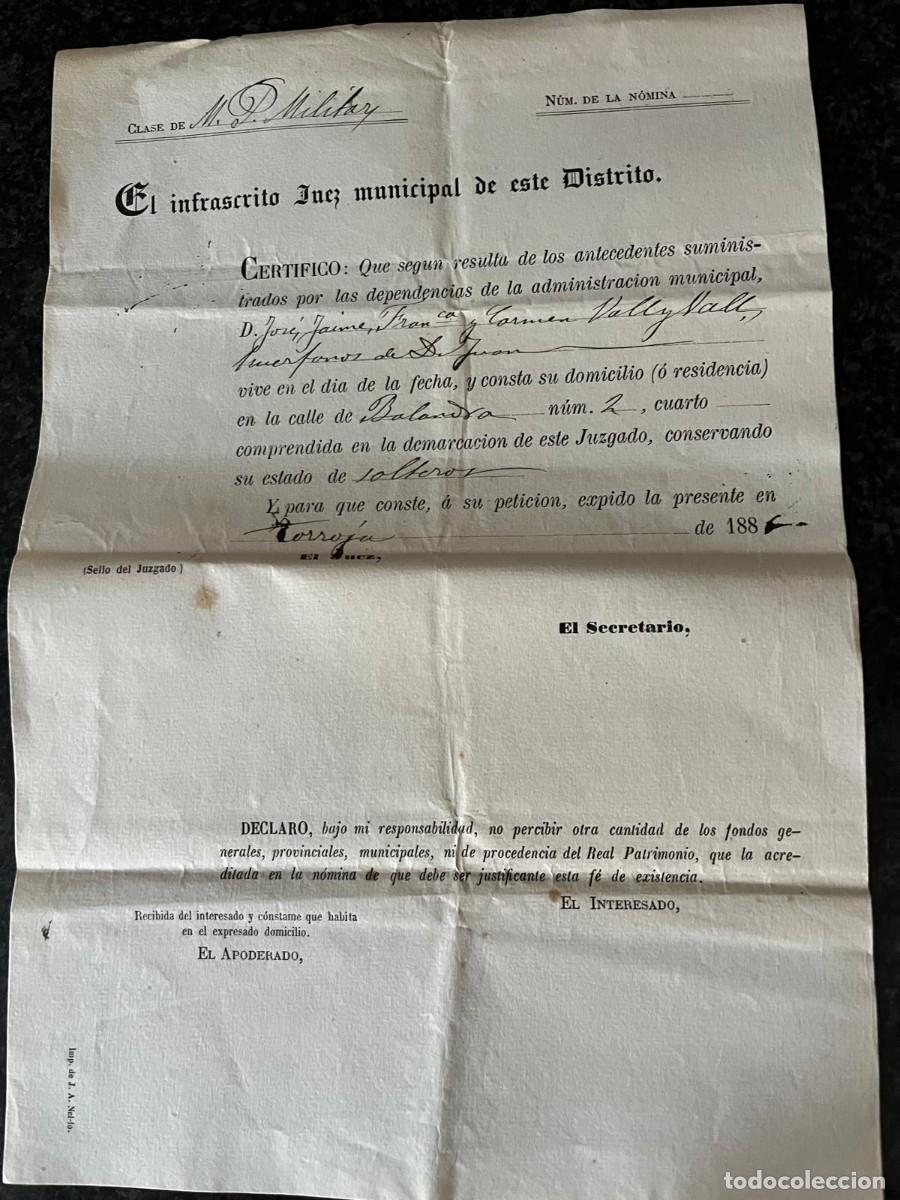 CLASE DE M. P. Militar
NÚM. DE LA NÓMINA
El infrascrito Juez municipal de este Distrito.
CERTIFICO: Que segun resulta de los antecedentes suminis-
trados por las dependencias de la administracion municipal,
D. José, Jaime, Franca y Carmen Vall y Vall,
huerfanos de D. Juan
vive en el dia de la fecha, y consta su domicilio (ó residencia)
en la calle de Balandra núm. 2, cuarto
comprendida en la demarcacion de este Juzgado, conservando
su estado de solteros
Y para que conste, á su peticion, expido la presente en
Torroja de 1886
El Juez,
(Sello del Juzgado)
El Secretario,
DECLARO, bajo mi responsabilidad, no percibir otra cantidad de los fondos ge-
nerales, provinciales, municipales, ni de procedencia del Real Patrimonio, que la acre-
ditada en la nómina de que debe ser justificante esta fé de existencia.
EL INTERESADO,
Recibida del interesado y cónstame que habita
en el expresado domicilio.
EL APODERADO,
Imp. de J. A. Nel-lo.
todocoleccion